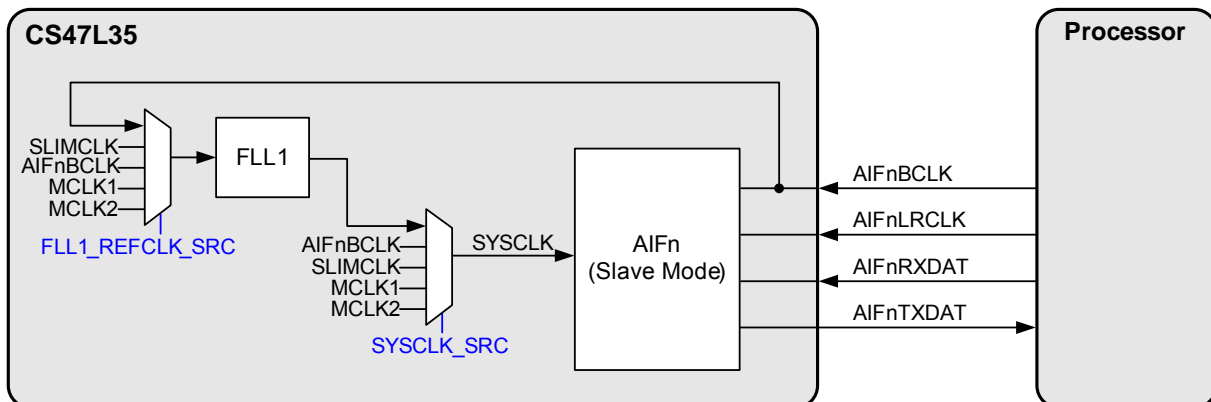 CS47L35
Processor
SLIMCLK
AIFnBCLK
MCLK1
MCLK2
FLL1_REFCLK_SRC
FLL1
AIFnBCLK
SLIMCLK
MCLK1
MCLK2
SYSCLK_SRC
SYSCLK
AIFn
(Slave Mode)
AIFnBCLK
AIFnLRCLK
AIFnRXDAT
AIFnTXDAT